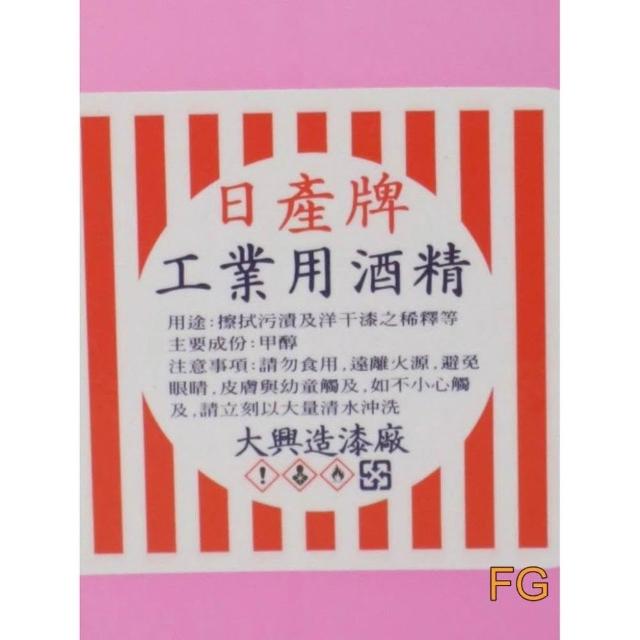 日產牌
工業用酒精
用途:擦拭污漬及洋干漆之稀釋等
主要成份:甲醇
注意事項:請勿食用,遠離火源,避免
眼睛,皮膚與幼童觸及,如不小心觸
及,請立刻以大量清水沖洗
大興造漆廠
FG